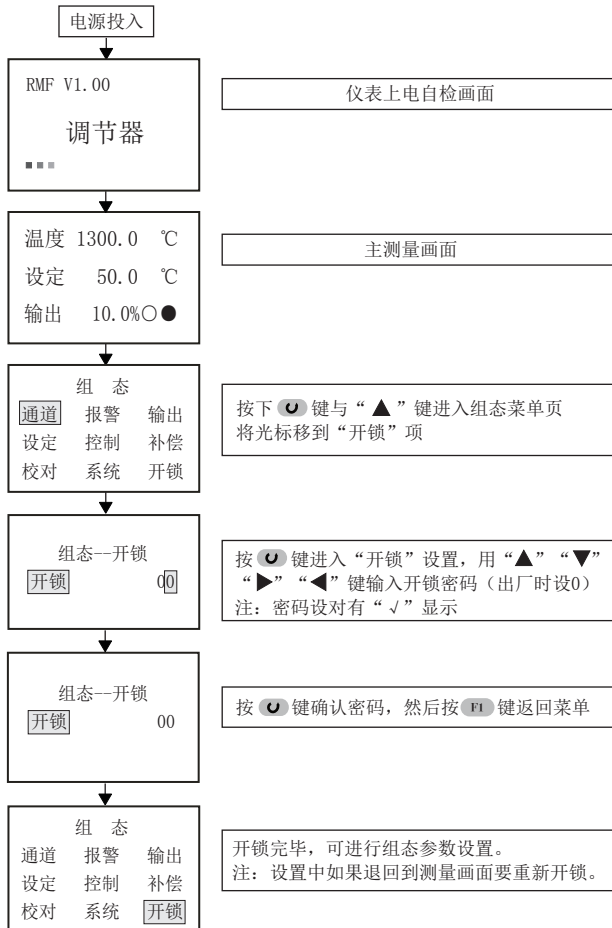 电源投入
RMF V1.00
调节器
仪表上电自检画面
温度 1300.0 ℃
设定 50.0 ℃
输出 10.0%○●
主测量画面
组 态
通道 报警 输出
设定 控制 补偿
校对 系统 开锁
按下 键与“▲”键进入组态菜单页
将光标移到“开锁”项
组态--开锁
开锁 00
按 键进入“开锁”设置，用“▲”“▼”
“▶”“◀”键输入开锁密码（出厂时设0）
注：密码设对有“√”显示
组态--开锁
开锁 00
按 键确认密码，然后按 F1 键返回菜单
组 态
通道 报警 输出
设定 控制 补偿
校对 系统 开锁
开锁完毕，可进行组态参数设置。
注：设置中如果退回到测量画面要重新开锁。